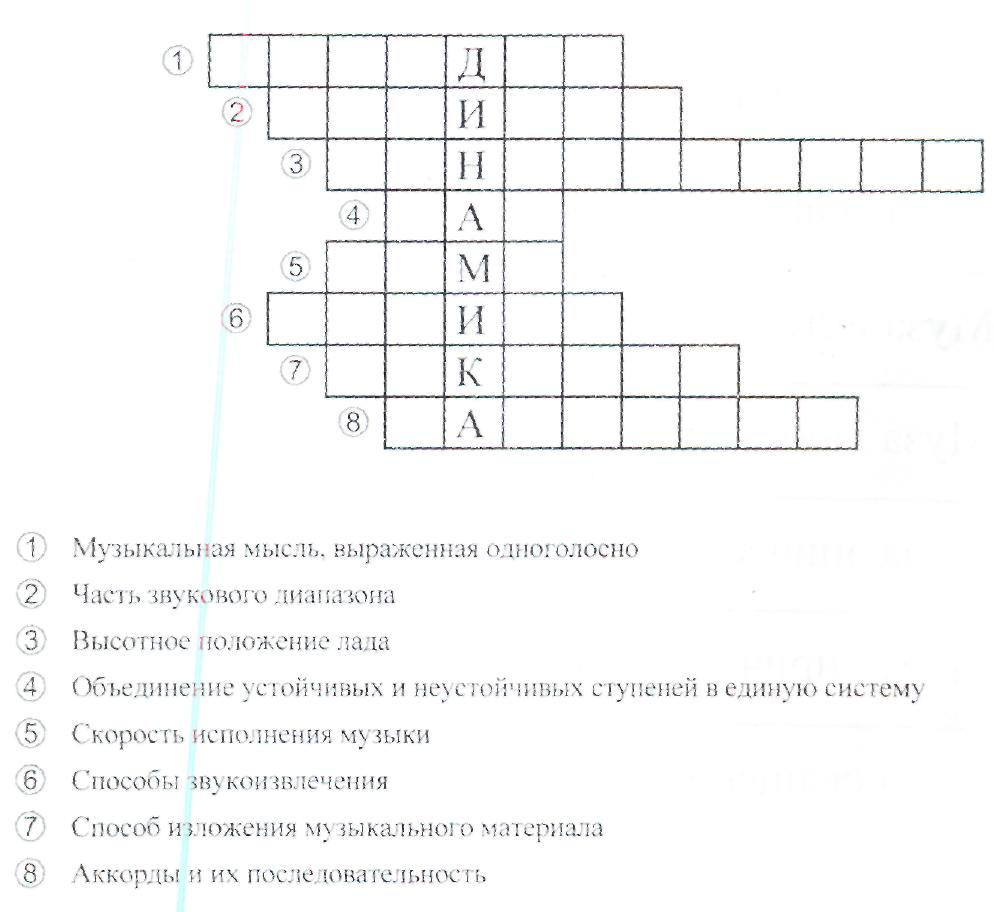 ① Д
② И
③ Н
④ А
⑤ М
⑥ И
⑦ К
⑧ А
① Музыкальная мысль, выраженная одноголосно
② Часть звукового диапазона
③ Высотное положение лада
④ Объединение устойчивых и неустойчивых ступеней в единую систему
⑤ Скорость исполнения музыки
⑥ Способы звукоизвлечения
⑦ Способ изложения музыкального материала
⑧ Аккорды и их последовательность